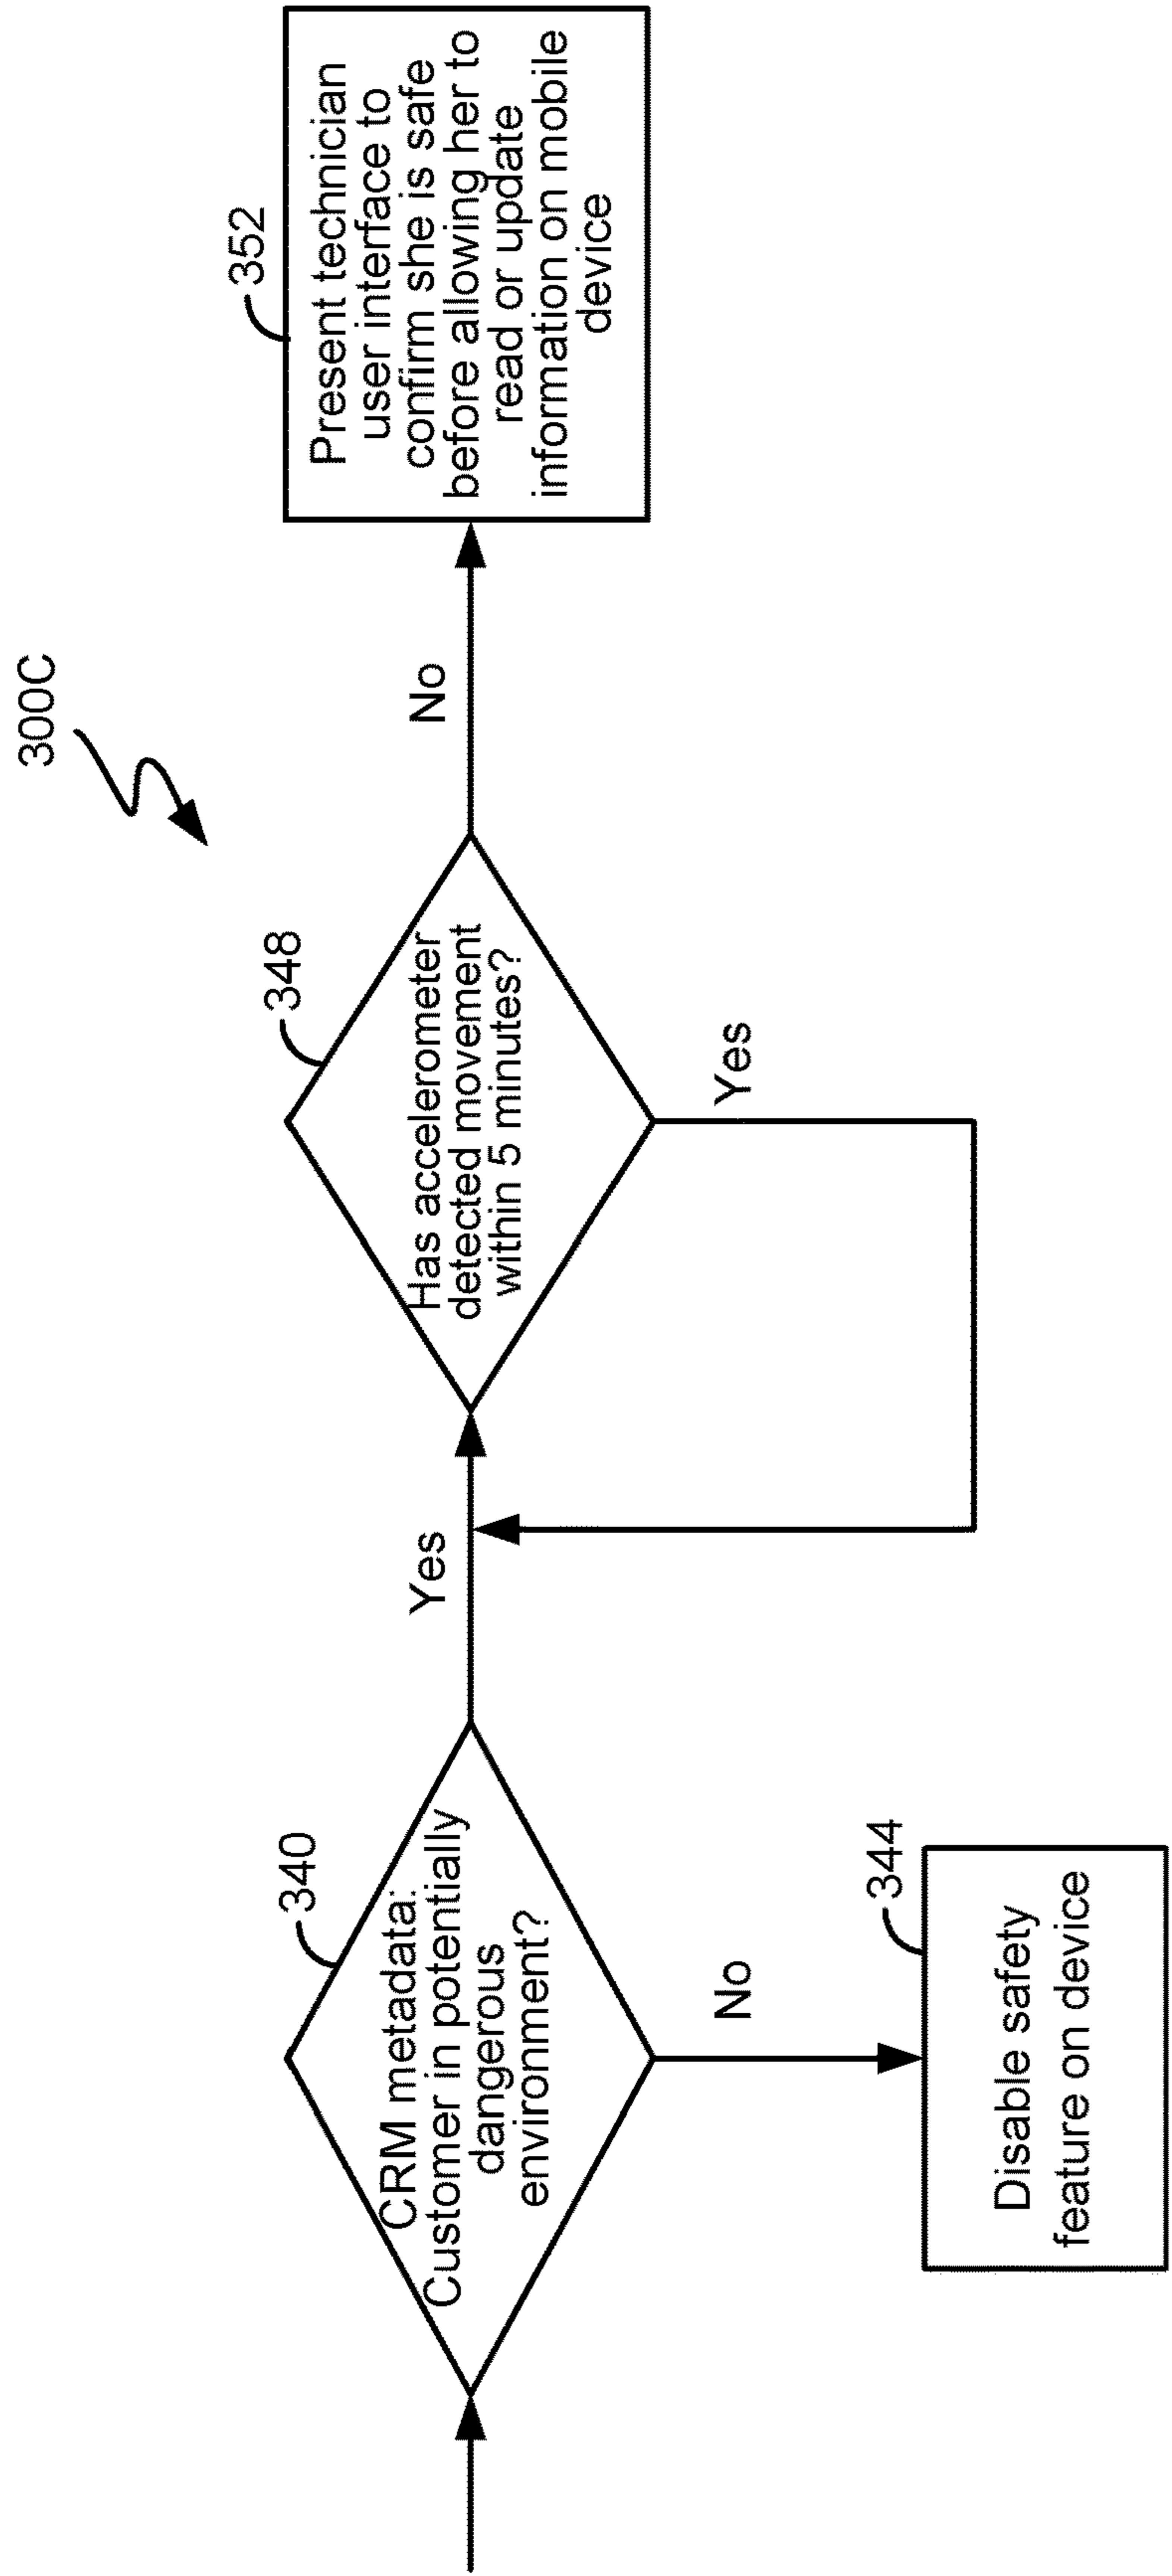 300C
340
CRM metadata:
Customer in potentially
dangerous
environment?
Yes
No
344
Disable safety
feature on device
348
Has accelerometer
detected movement
within 5 minutes?
Yes
No
352
Present technician
user interface to
confirm she is safe
before allowing her to
read or update
information on mobile
device